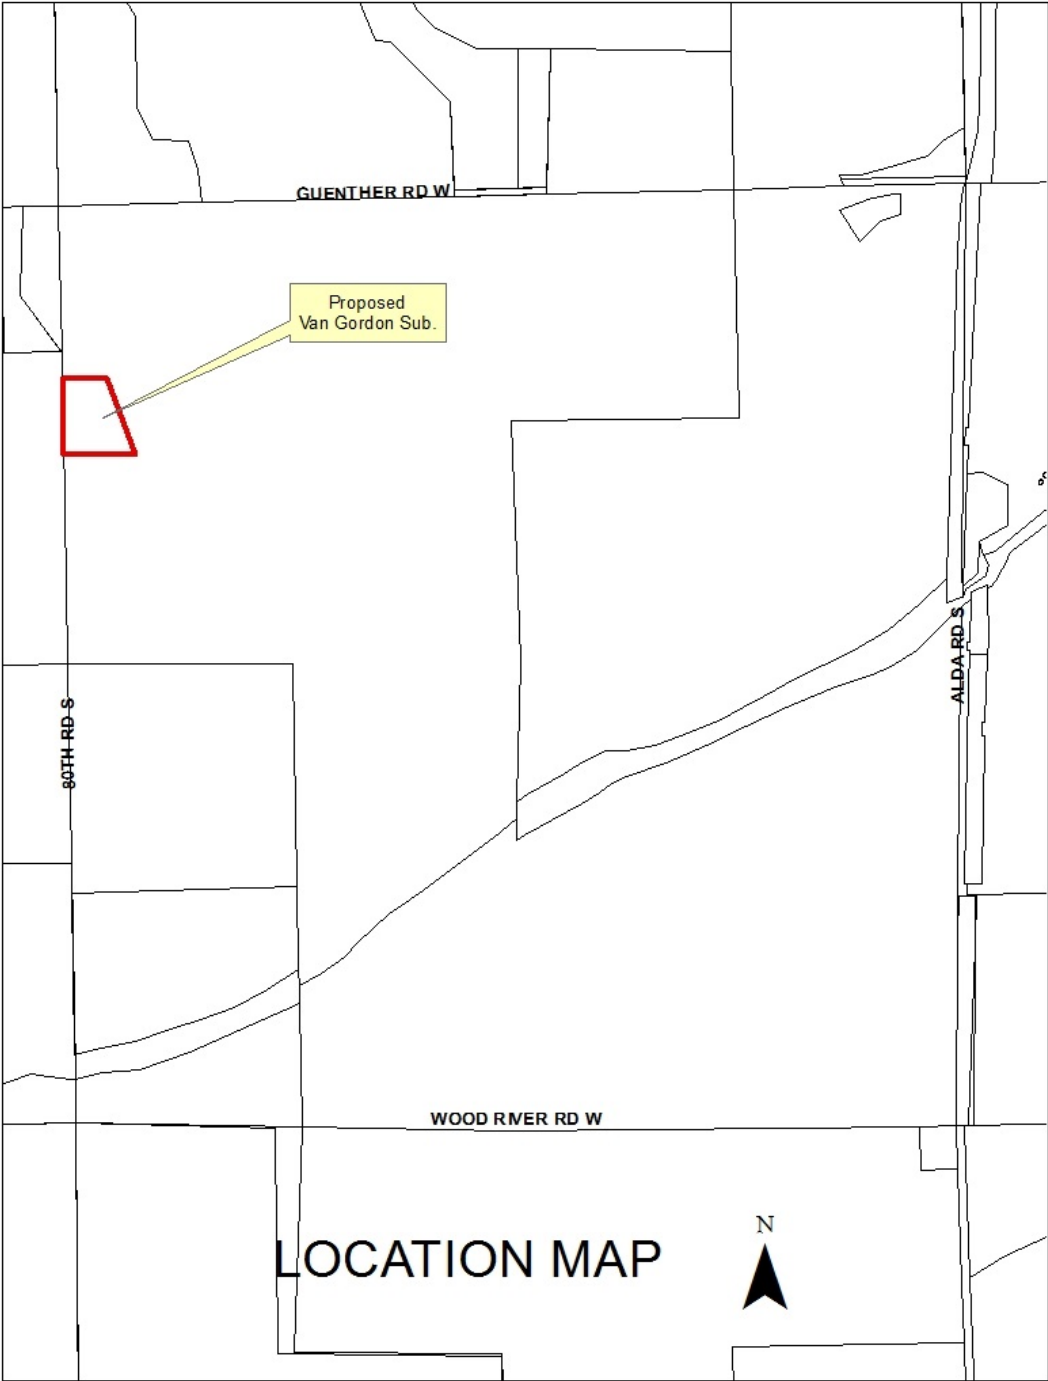 GUENTHER RD W
Proposed
Van Gordon Sub.
ALDA RD S
80TH RD S
WOOD RIVER RD W
N
LOCATION MAP